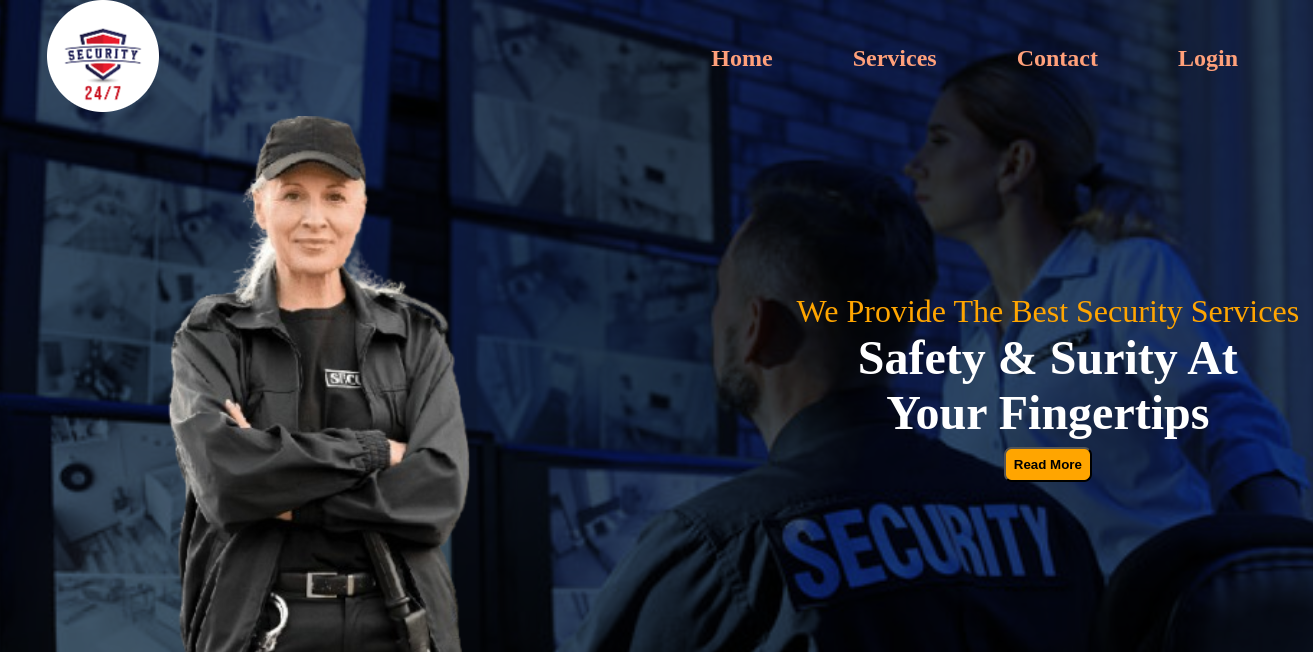 SECURITY
24/7
Home Services Contact Login
We Provide The Best Security Services
Safety & Surity At
Your Fingertips
Read More
SECURITY